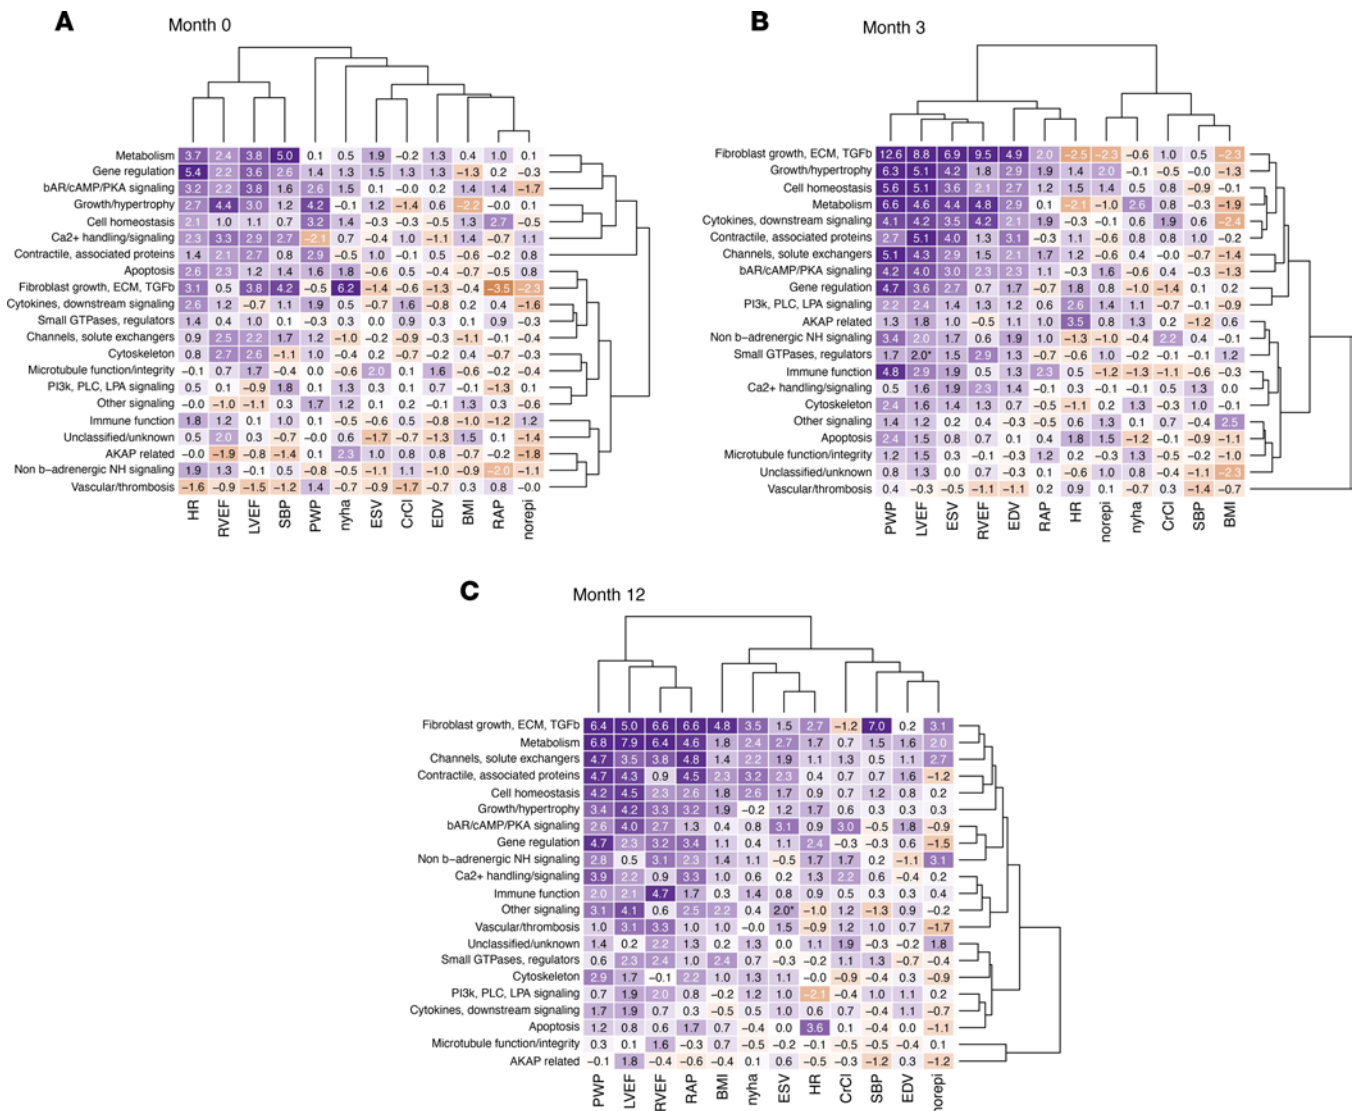 A
Month 0
Metabolism 3.7 2.4 3.8 5.0 0.1 0.5 1.9 −0.2 1.3 0.4 1.0 0.1
Gene regulation 5.4 2.2 3.6 2.6 1.4 1.3 1.5 1.3 1.3 −1.3 0.2 −0.3
bAR/cAMP/PKA signaling 3.2 2.2 3.8 1.6 2.6 1.5 0.1 −0.0 0.2 1.4 1.4 −1.7
Growth/hypertrophy 2.7 4.4 3.0 1.2 4.2 −0.1 1.2 −1.4 0.6 −2.2 −0.0 0.1
Cell homeostasis 2.1 1.0 1.1 0.7 3.2 1.4 −0.3 −0.3 −0.5 1.3 2.7 −0.5
Ca2+ handling/signaling 2.3 3.3 2.9 2.7 −2.1 0.7 −0.4 1.0 −1.1 1.4 −0.7 1.1
Contractile, associated proteins 1.4 2.1 2.7 0.8 2.9 −0.5 −0.3 1.0 −0.1 0.5 −0.6 −0.2 0.8
Apoptosis 2.6 2.3 1.2 1.4 1.6 1.8 −0.6 0.5 −0.4 −0.7 −0.5 0.8
Fibroblast growth, ECM, TGFb 3.1 0.5 3.8 4.2 −0.5 6.2 −1.4 −0.6 −1.3 −0.4 −3.5 −2.3
Cytokines, downstream signaling 2.6 1.2 −0.7 1.1 1.9 0.5 −0.4 1.6 −0.4 −0.8 0.6 −1.6
Small GTPases, regulators 1.4 0.4 1.0 0.1 −0.3 0.3 0.0 0.9 0.3 0.1 0.9 −0.3
Channels, solute exchangers 0.9 2.5 2.2 1.7 1.2 −1.0 −0.2 −0.9 −0.3 −1.1 −0.1 −0.4
Cytoskeleton 0.8 2.7 2.6 −1.1 1.0 −0.4 0.2 −0.7 −0.2 0.4 −0.7 −0.3
Microtubule function/integrity −0.1 0.7 1.7 −0.4 0.0 −0.6 2.0 0.1 1.6 −0.6 −0.2 −0.4
PI3k, PLC, LPA signaling 0.5 0.1 −0.9 1.8 −0.3 1.3 0.3 0.7 0.1 −0.7 −1.3 0.1
Other signaling −0.0 −1.0 −1.1 0.3 1.7 1.2 0.1 0.2 −0.1 1.3 0.3 −0.6
Immune function 1.8 1.2 0.1 1.0 0.1 −0.7 −0.5 −0.2 −0.8 −1.0 −1.2 1.2
Unclassified/unknown 0.5 2.0 0.3 −0.7 −0.0 0.6 −1.7 −0.7 −1.3 1.5 0.1 −1.4
AKAP related −0.0 −1.9 −0.8 −1.4 0.1 2.3 −1.0 −0.4 0.1 −0.7 −0.2 −1.8
Non b−adrenergic NH signaling 1.9 1.3 −0.1 0.5 −0.8 −0.5 −1.1 1.1 −1.0 −0.9 −2.0 −1.1
Vascular/thrombosis −1.6 −0.9 −1.5 −1.2 1.4 −0.7 −0.9 −1.7 −0.7 0.3 0.8 −0.0
HR RVEF LVEF SBP PWP nyha ESV CrCl EDV BMI RAP norepi
B
Month 3
Fibroblast growth, ECM, TGFb 12.6 8.8 6.9 9.5 4.9 2.0 −2.5 −2.3 −0.6 1.0 0.5 −2.3
Growth/hypertrophy 6.3 5.1 4.2 1.8 2.9 1.9 1.4 2.0 −0.1 −0.5 −0.0 −1.3
Cell homeostasis 5.6 5.1 3.6 2.1 2.7 1.2 1.5 1.4 0.5 0.8 −0.9 −0.1
Metabolism 6.6 4.6 4.4 4.8 2.9 0.1 −2.1 −1.0 2.6 0.8 −0.3 −1.9
Cytokines, downstream signaling 4.1 4.2 3.5 4.2 2.1 1.9 0.9 −0.1 0.6 1.9 0.6 −2.4
Contractile, associated proteins 2.7 5.1 4.0 1.3 3.1 −0.3 1.1 −0.6 0.8 0.8 1.0 −0.2
Channels, solute exchangers 5.1 4.3 2.9 1.5 2.1 1.7 1.2 −0.6 0.4 −0.0 −0.7 −1.4
bAR/cAMP/PKA signaling 4.2 4.0 3.0 2.3 2.3 1.1 −0.3 1.6 −0.6 0.8 −0.3 −1.3
Gene regulation 4.7 3.6 2.7 0.7 1.7 −0.7 1.8 0.8 −1.0 −1.4 0.1 0.2
PI3k, PLC, LPA signaling 2.2 2.4 1.4 1.3 1.2 0.6 2.6 1.4 1.1 −0.7 −0.1 −0.9
AKAP related 1.3 1.8 1.0 −0.5 1.1 1.0 3.5 0.8 1.3 0.2 −1.2 0.6
Non b−adrenergic NH signaling 3.4 2.0 1.7 0.6 1.9 1.0 −1.3 −1.0 −0.4 2.2 0.4 −0.1
Small GTPases, regulators 1.7 2.0* 1.5 2.9 1.3 −0.7 −0.6 1.0 −0.2 −0.1 −1.1 1.2
Immune function 4.8 2.9 1.9 0.5 1.3 2.3 0.5 −1.2 −1.3 −1.1 −0.6 −0.3
Ca2+ handling/signaling 0.5 1.6 1.9 2.3 1.4 −0.1 −0.3 −0.1 −0.5 0.5 1.3 0.0
Cytoskeleton 2.4 1.6 1.4 1.3 0.7 −0.5 −1.1 0.2 1.3 −0.3 1.0 −0.1
Other signaling 1.4 1.2 0.2 0.4 −0.5 −0.4 0.6 1.3 0.1 0.7 −0.4 2.5
Apoptosis 2.4 1.5 0.8 0.7 0.1 0.4 1.8 1.5 −1.2 −0.1 −0.9 −1.1
Microtubule function/integrity 1.2 1.5 0.3 −0.4 −0.3 1.2 0.2 −0.4 1.3 −0.5 −0.2 −1.0
Unclassified/unknown 0.8 1.3 0.0 −0.7 0.3 −0.3 −0.6 1.0 0.8 −0.4 −1.1 −2.3
Vascular/thrombosis 0.4 −0.3 −0.5 −1.1 −1.1 0.2 0.9 0.1 −0.7 0.3 −1.4 −0.7
PWP LVEF ESV RVEF EDV RAP HR norepi nyha CrCl SBP BMI
C
Month 12
Fibroblast growth, ECM, TGFb 6.4 5.0 6.6 6.6 4.8 3.5 1.5 2.7 −1.2 7.0 0.2 3.1
Metabolism 6.8 7.9 6.4 4.6 1.8 2.4 2.7 1.7 0.7 1.5 1.6 2.0
Channels, solute exchangers 4.7 3.5 3.8 4.8 1.4 2.2 1.9 1.1 1.3 0.5 1.1 2.7
Contractile, associated proteins 4.7 4.3 0.9 4.5 2.0 3.2 2.3 0.4 0.7 0.7 1.6 −1.2
Cell homeostasis 4.2 4.5 2.3 2.6 1.8 2.6 1.7 0.9 0.7 1.2 0.8 0.2
Growth/hypertrophy 3.4 4.2 3.3 3.2 1.9 −0.2 1.2 1.7 0.6 0.3 0.3 0.3
bAR/cAMP/PKA signaling 2.6 4.0 2.7 1.3 0.4 0.8 3.1 0.9 3.0 −0.5 1.8 −0.9
Gene regulation 4.7 2.3 3.2 3.4 1.1 0.4 1.1 2.4 −0.3 −0.3 0.6 −1.5
Non b−adrenergic NH signaling 2.8 0.5 3.1 2.3 1.4 1.1 −0.5 1.7 1.7 0.2 −1.1 3.1
Ca2+ handling/signaling 3.9 2.2 0.9 3.3 1.0 0.6 0.2 1.3 2.2 0.6 −0.4 0.2
Immune function 2.0 2.1 4.7 1.7 0.3 1.4 0.8 0.9 0.5 0.3 0.3 0.4
Other signaling 3.1 4.1 0.6 2.5 2.2 0.4 2.0* −1.0 1.2 −1.3 0.9 −0.2
Vascular/thrombosis 1.0 3.1 3.3 1.0 1.0 −0.0 1.5 −0.9 1.2 1.0 0.7 −1.7
Unclassified/unknown 1.4 0.2 2.2 1.3 0.2 1.3 0.0 1.1 1.9 −0.3 −0.2 1.8
Small GTPases, regulators 0.6 2.3 2.4 1.0 2.4 0.7 −0.3 −0.2 1.1 1.3 −0.7 −0.4
Cytoskeleton 2.9 1.7 −0.1 2.2 1.0 1.3 1.1 −0.0 −0.9 −0.4 0.3 −0.9
PI3k, PLC, LPA signaling 0.7 1.9 2.0 0.8 −0.2 1.2 1.0 −2.1 −0.4 1.0 1.1 0.2
Cytokines, downstream signaling 1.7 1.9 0.7 0.3 −0.5 0.5 1.0 0.6 0.7 −0.4 1.1 −0.7
Apoptosis 1.2 0.8 0.6 1.7 0.7 −0.4 0.0 3.6 0.1 −0.4 0.0 −1.1
Microtubule function/integrity 0.3 0.1 1.6 −0.3 0.7 −0.5 −0.2 −0.1 −0.5 −0.5 −0.4 0.1
AKAP related −0.1 1.8 −0.4 −0.6 −0.4 0.1 0.6 −0.5 −0.3 −1.2 0.3 −1.2
PWP LVEF RVEF RAP BMI nyha ESV HR CrCl SBP EDV norepi